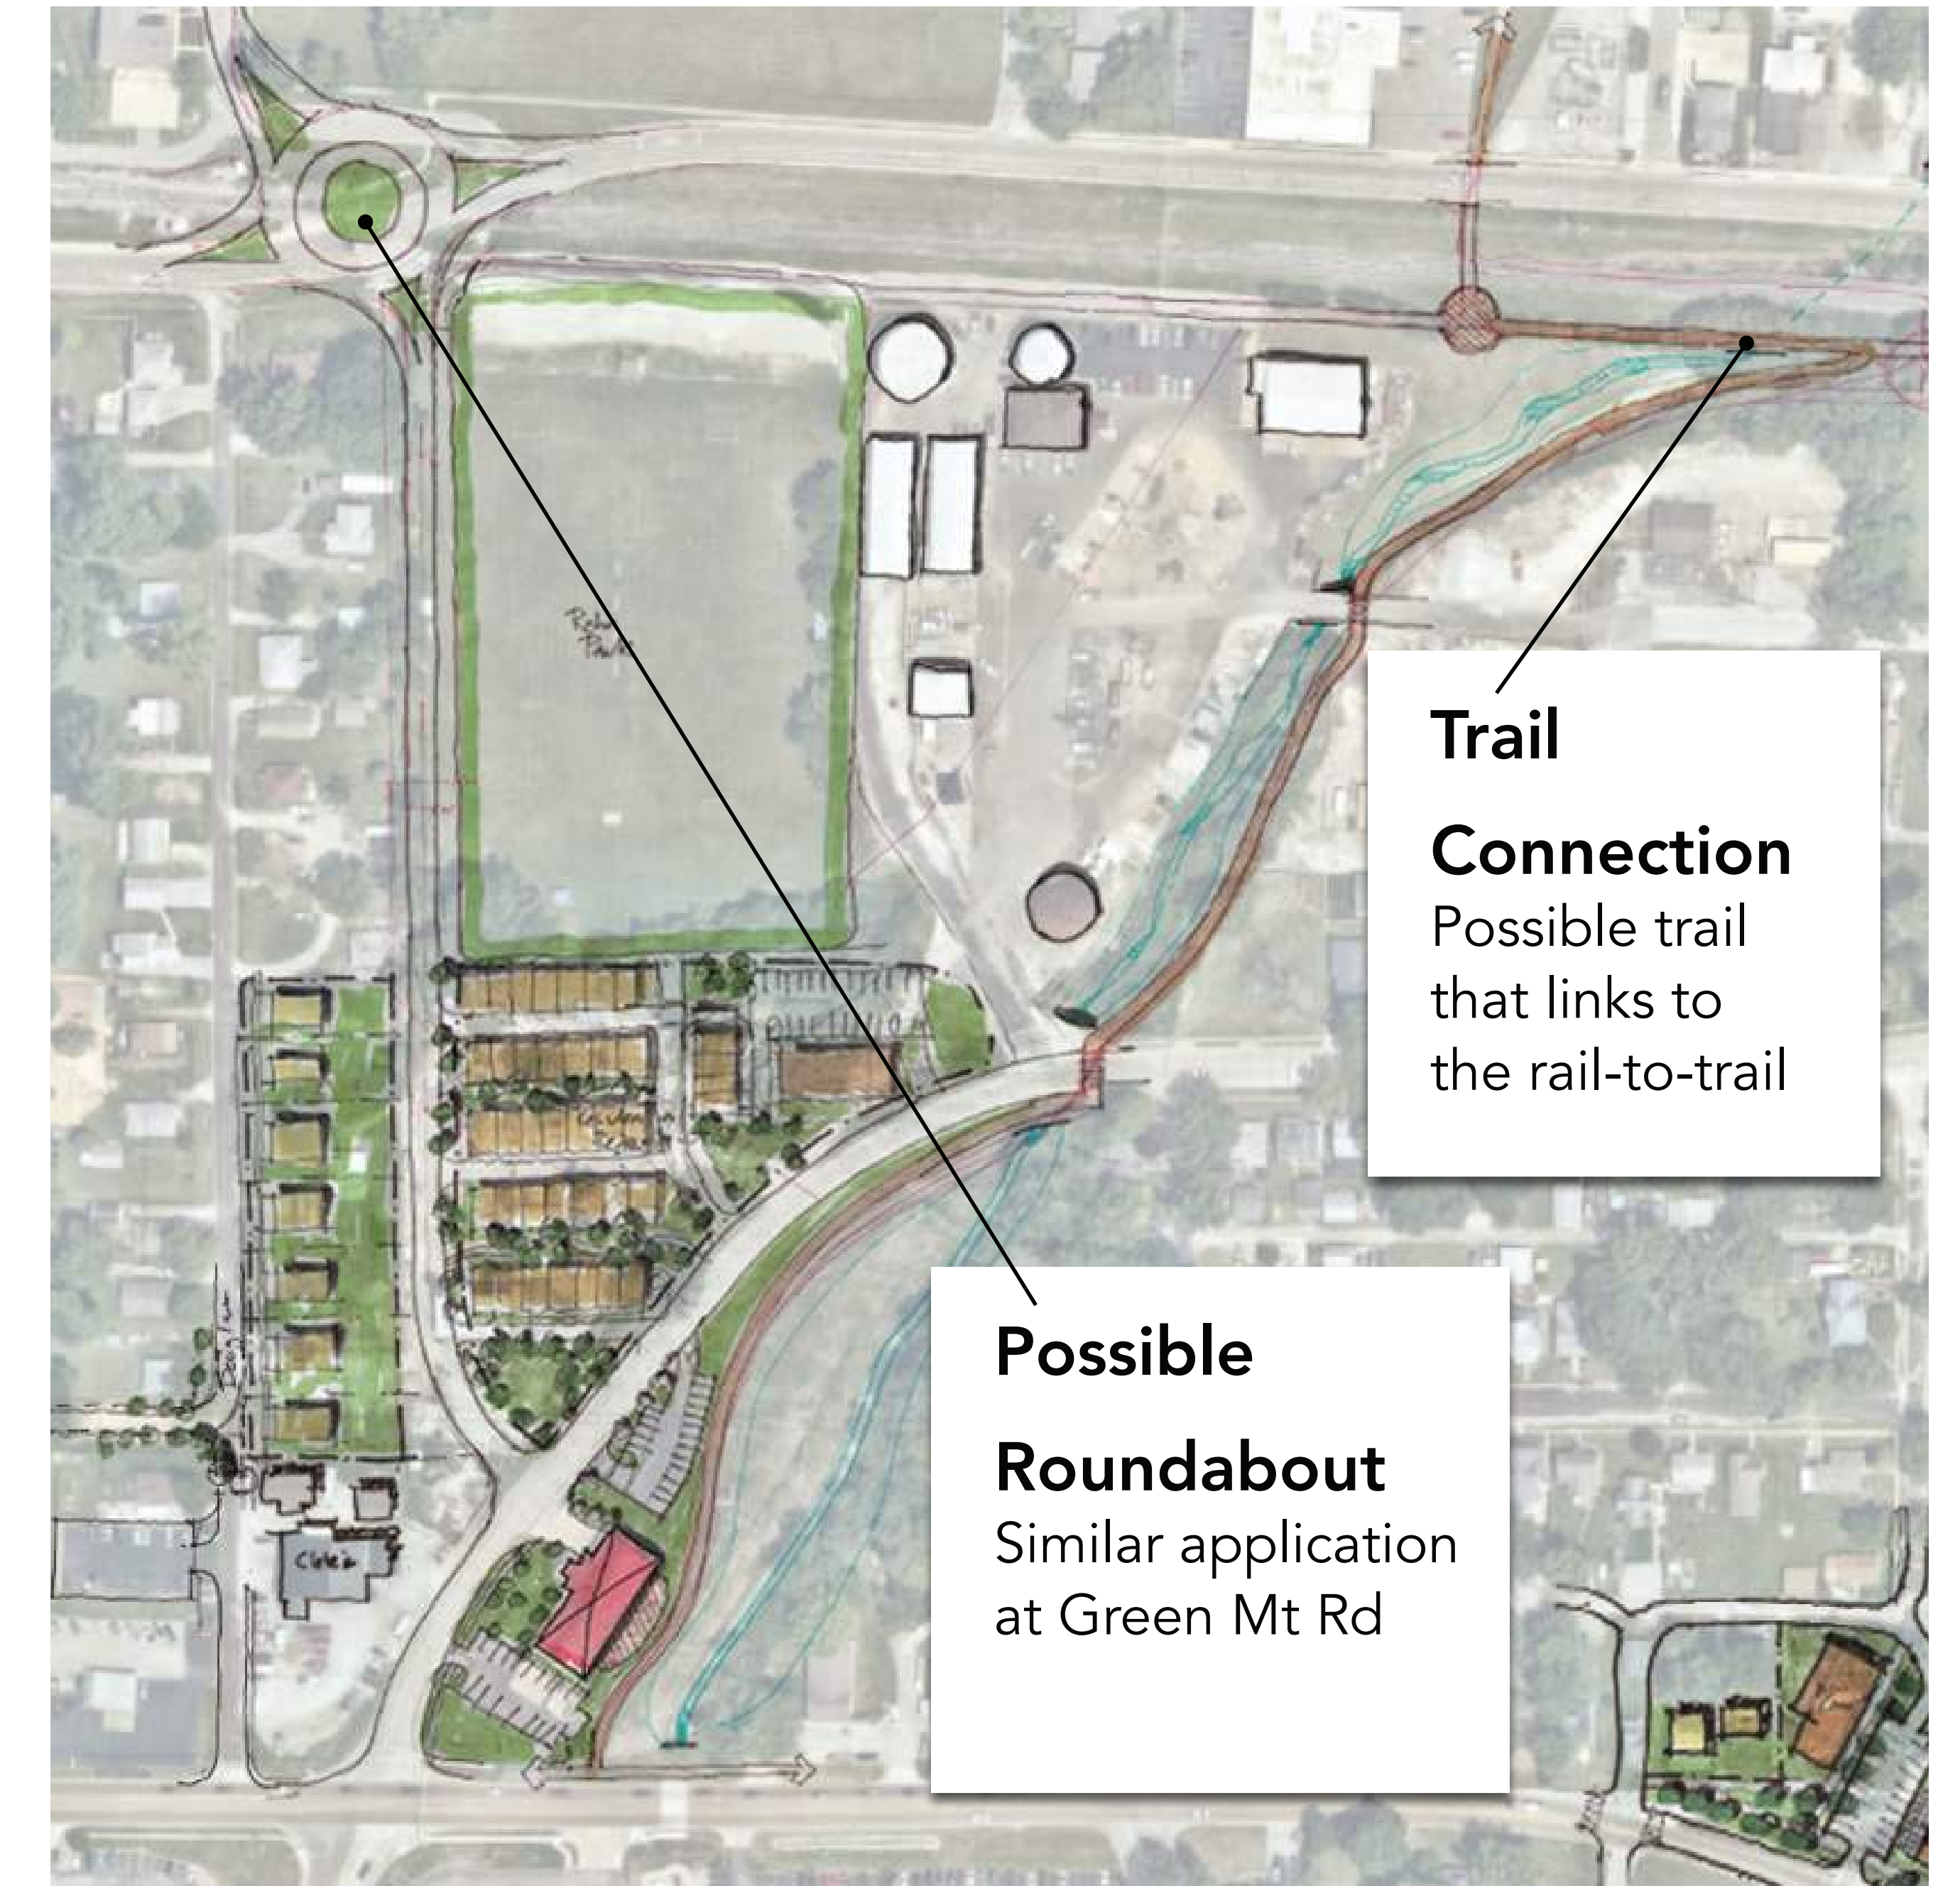 Trail
Connection
Possible trail
that links to
the rail-to-trail
Possible
Roundabout
Similar application
at Green Mt Rd